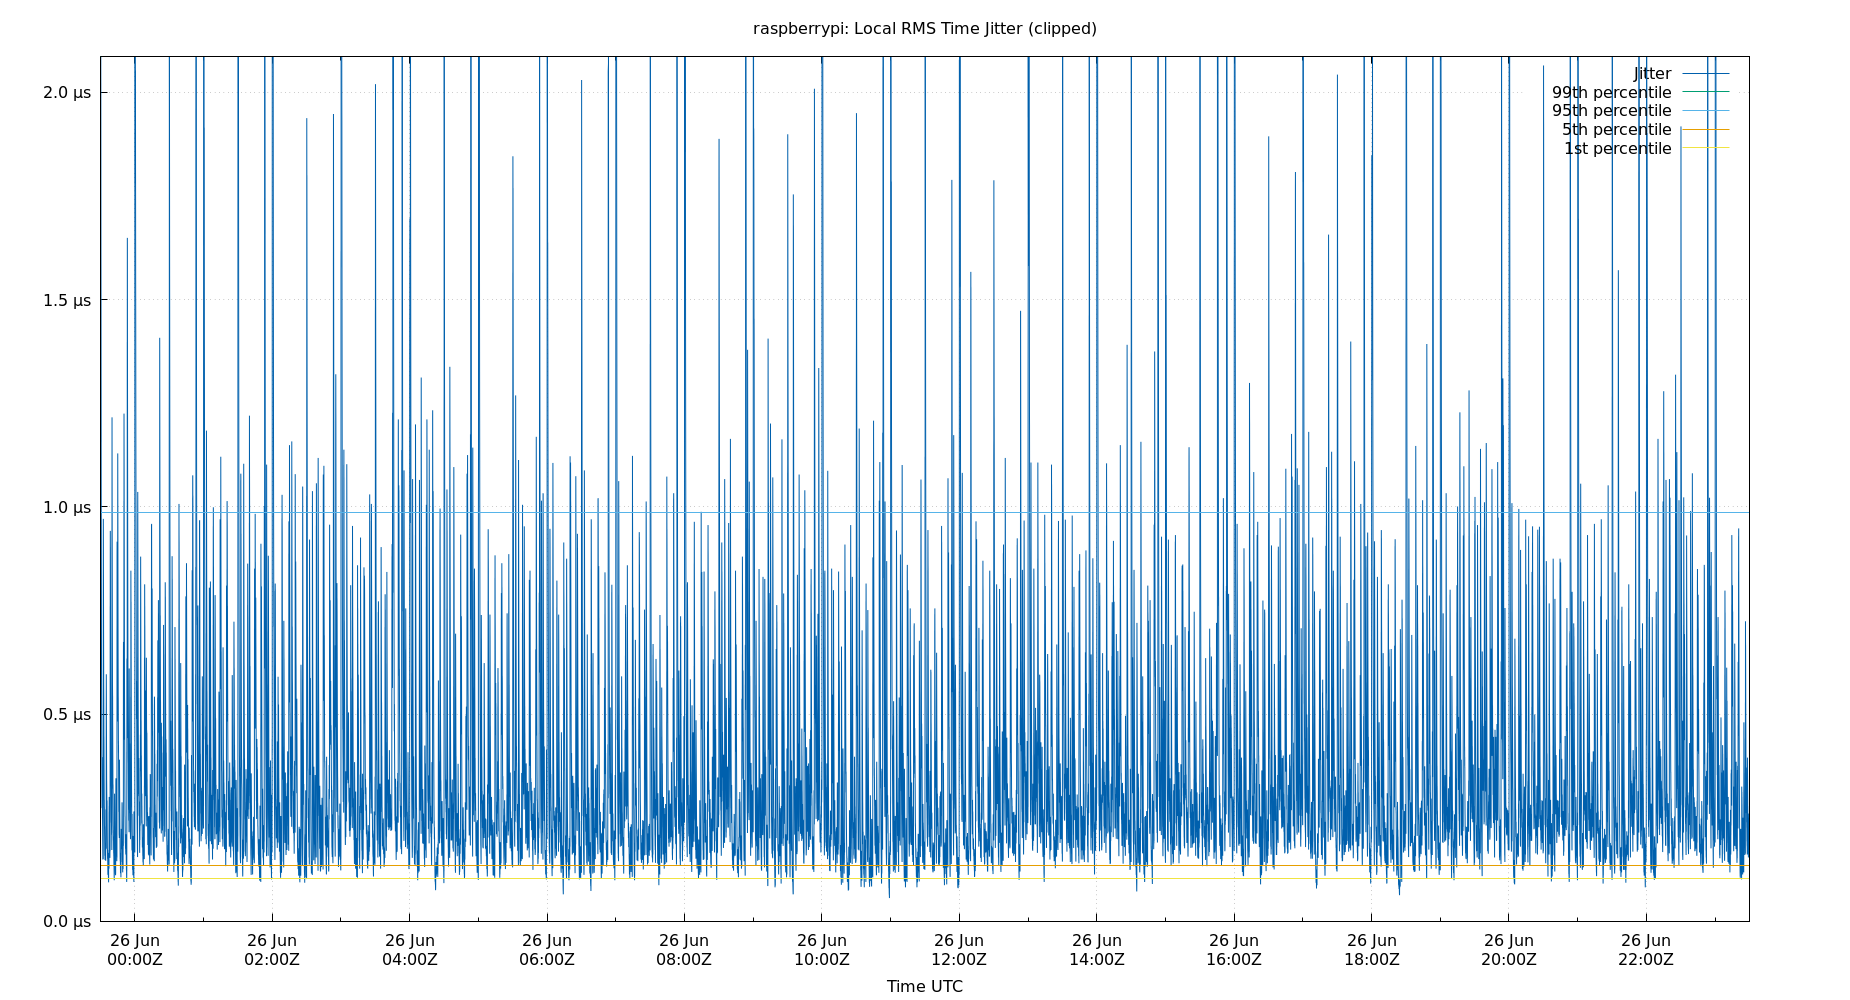 raspberrypi: Local RMS Time Jitter (clipped)
Jitter
99th percentile
95th percentile
5th percentile
1st percentile
2.0 µs
1.5 µs
1.0 µs
0.5 µs
0.0 µs
26 Jun 26 Jun 26 Jun 26 Jun 26 Jun 26 Jun 26 Jun 26 Jun 26 Jun 26 Jun 26 Jun 26 Jun
00:00Z 02:00Z 04:00Z 06:00Z 08:00Z 10:00Z 12:00Z 14:00Z 16:00Z 18:00Z 20:00Z 22:00Z
Time UTC